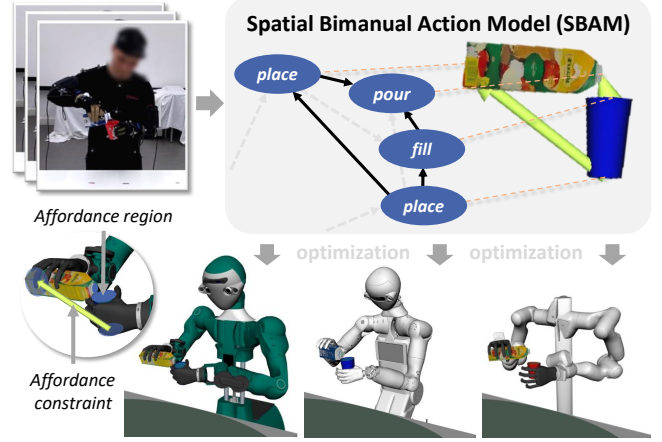 Spatial Bimanual Action Model (SBAM)
place
pour
fill
place
Affordance region
optimization
optimization
Affordance
constraint